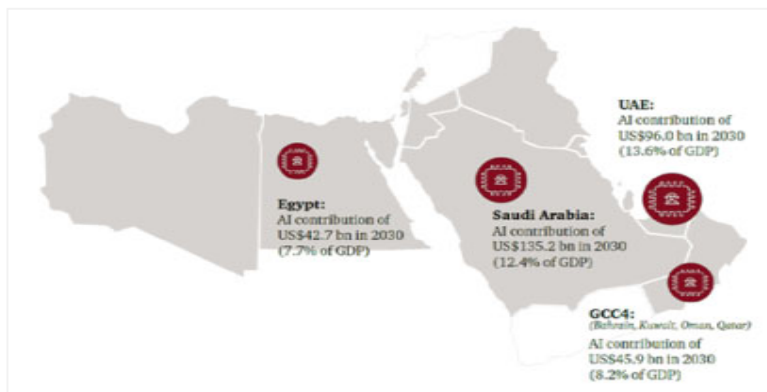 UAE:
AI contribution of
US$96.0 bn in 2030
(13.6% of GDP)
Egypt:
AI contribution of
US$42.7 bn in 2030
(7.7% of GDP)
Saudi Arabia:
AI contribution of
US$135.2 bn in 2030
(12.4% of GDP)
GCC4:
(Bahrain, Kuwait, Oman, Qatar)
AI contribution of
US$45.9 bn in 2030
(8.2% of GDP)